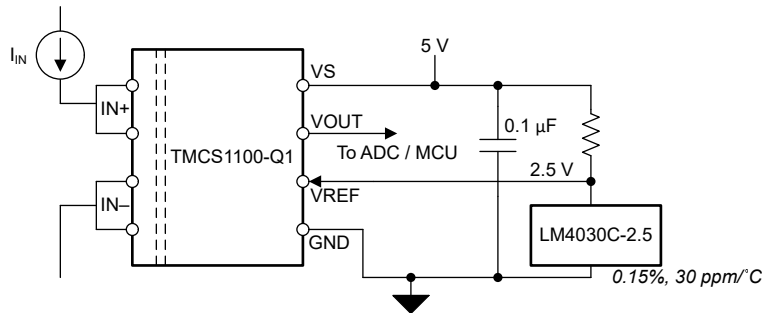 5 V
I_IN
VS
IN+
VOUT
0.1 µF
To ADC / MCU
TMCS1100-Q1
2.5 V
VREF
IN–
GND
LM4030C-2.5
0.15%, 30 ppm/˚C